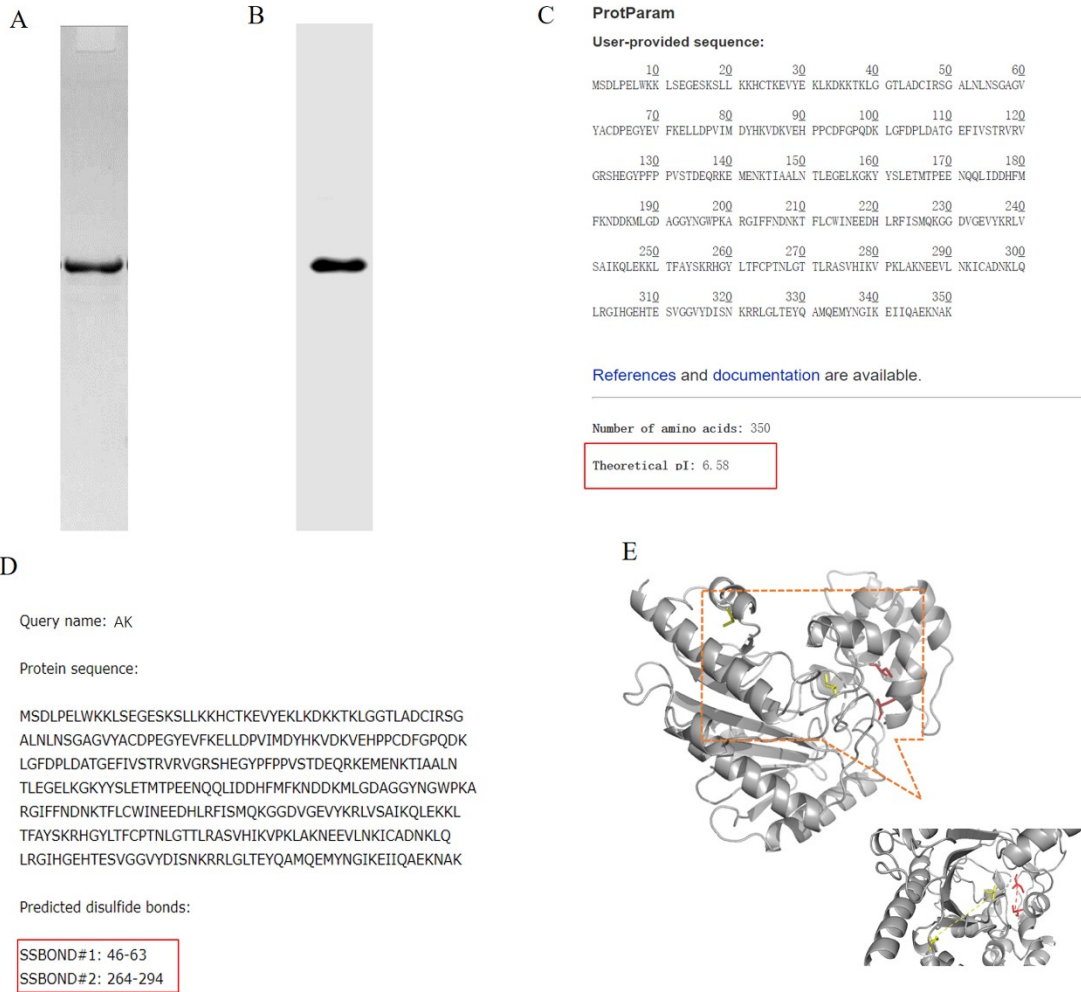 A
B
C
ProtParam
User-provided sequence:
10 20 30 40 50 60
MSDLPELWKK LSEGESKSLL KKHCTKEVYE KLKDKKTKLG GTLADCIRSG ALNLNSGAGV
70 80 90 100 110 120
YACDPEGYEV FKELLDPVIM DYHKVDKVEH PPCDFGPQDK LGFDPLDATG EFIVSTRVRV
130 140 150 160 170 180
GRSHEGYPFP PVSTDEQRKE MENKTIAALN TLEGELKGKY YSLETMTPEE NQQLIDDHFM
190 200 210 220 230 240
FKNDDKMLGD AGGYNGWPKA RGIFFNDNKT FLCWINEEDH LRFISMQKGG DVGEVYKRLV
250 260 270 280 290 300
SAIKQLEKKL TFAYSKRHGY LTFCPTNLGT TLRASVHIKV PKLAKNEEVL NKICADNKLQ
310 320 330 340 350
LRGIHGEHTE SVGGVYDISN KRRLGLTEYQ AMQEMYNGIK EIIQAEKNAK
References and documentation are available.
Number of amino acids: 350
Theoretical pI: 6.58
D
Query name: AK
Protein sequence:
MSDLPELWKKLSEGESKSLLKKHCTKEVYEKLKDKKTKLGGTLADCIRSG
ALNLNSGAGVYACDPEGYEVFKELLDPVIMDYHKVDKVEHPPCDFGPQDK
LGFDPLDATGEFIVSTRVRVGRSHEGYPFPPVSTDEQRKEMENKTIAALN
TLEGELKGKYYSLETMTPEENQQLIDDHFMFKNDDKMLGDAGGYNGWPKA
RGIFFNDNKTFLCWINEEDHLRFISMQKGGDVGEVYKRLVSAIKQLEKKL
TFAYSKRHGYLTFCPTNLGTTLRASVHIKVPKLAKNEEVLNKICADNKLQ
LRGIHGEHTESVGGVYDISNKRRLGLTEYQAMQEMYNGIKEIIQAEKNAK
Predicted disulfide bonds:
SSBOND#1: 46-63
SSBOND#2: 264-294
E